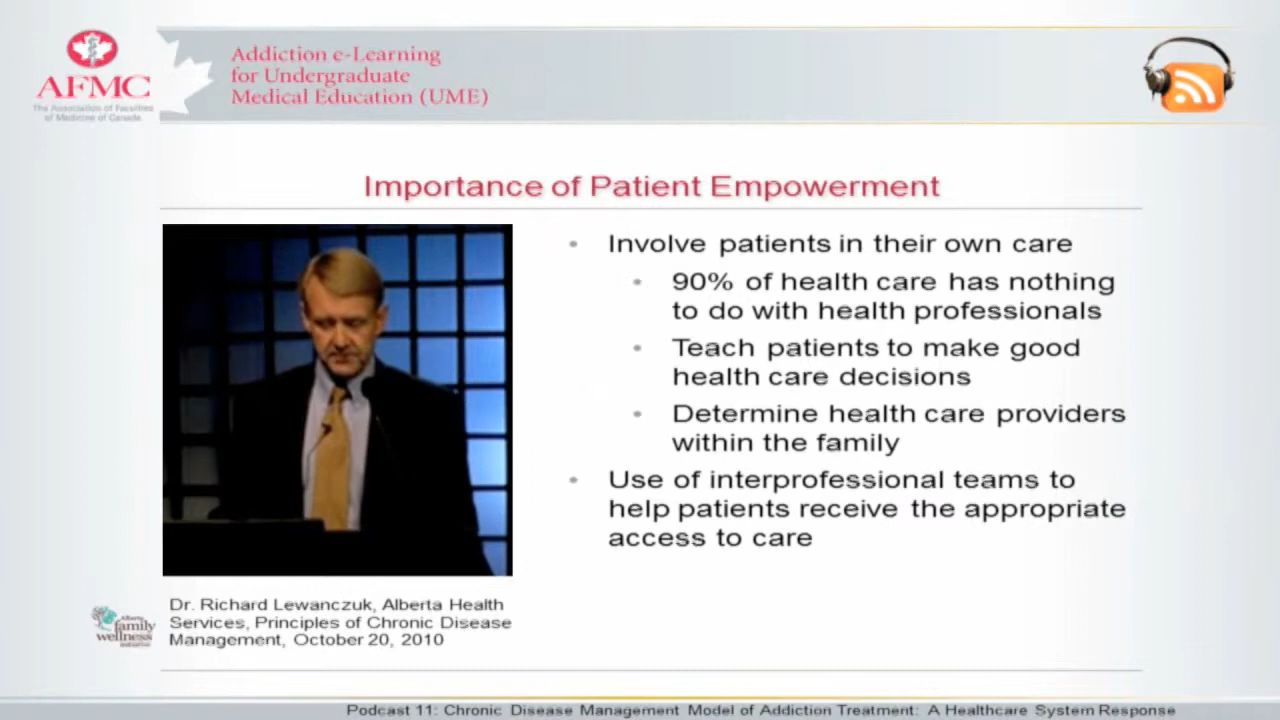 AFMC
The Association of Faculties
of Medicine of Canada
Addiction e-Learning
for Undergraduate
Medical Education (UME)
Importance of Patient Empowerment
• Involve patients in their own care
• 90% of health care has nothing
to do with health professionals
• Teach patients to make good
health care decisions
• Determine health care providers
within the family
• Use of interprofessional teams to
help patients receive the appropriate
access to care
Dr. Richard Lewanczuk, Alberta Health
Services, Principles of Chronic Disease
Management, October 20, 2010
Alberta
family
wellness
initiative
Podcast 11: Chronic Disease Management Model of Addiction Treatment: A Healthcare System Response